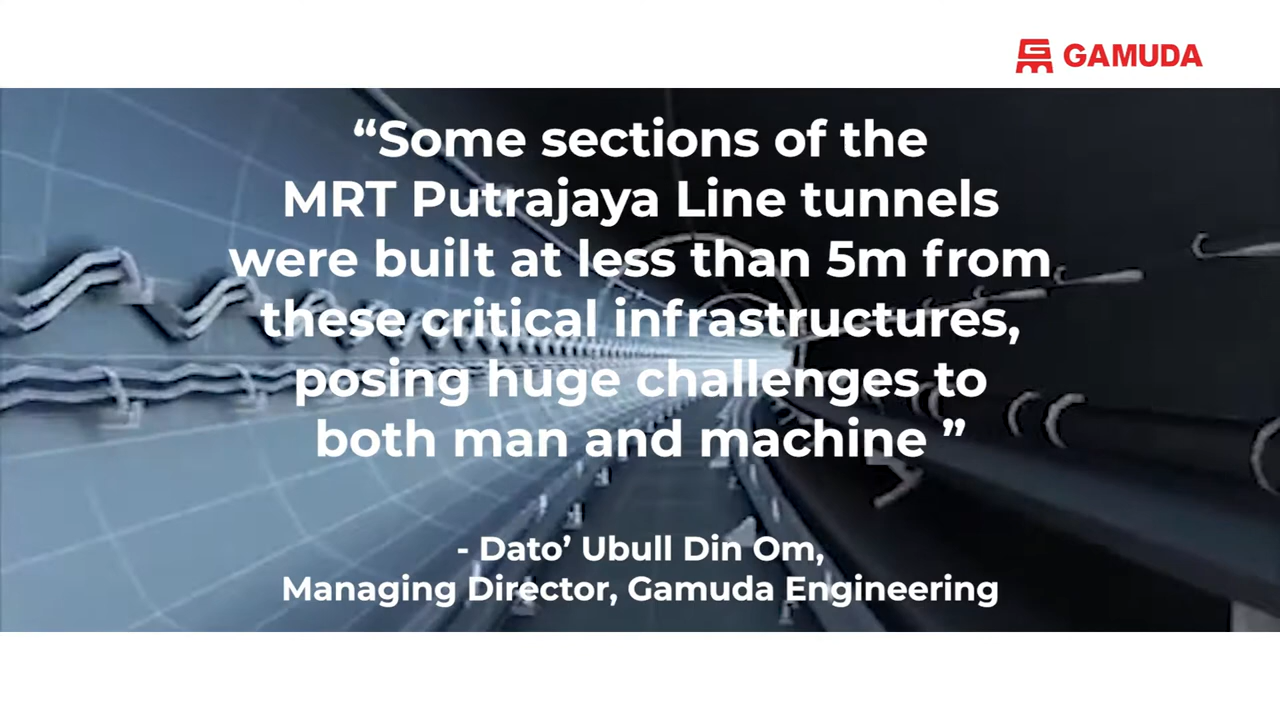 GAMUDA
“Some sections of the
MRT Putrajaya Line tunnels
were built at less than 5m from
these critical infrastructures,
posing huge challenges to
both man and machine ”
- Dato’ Ubull Din Om,
Managing Director, Gamuda Engineering